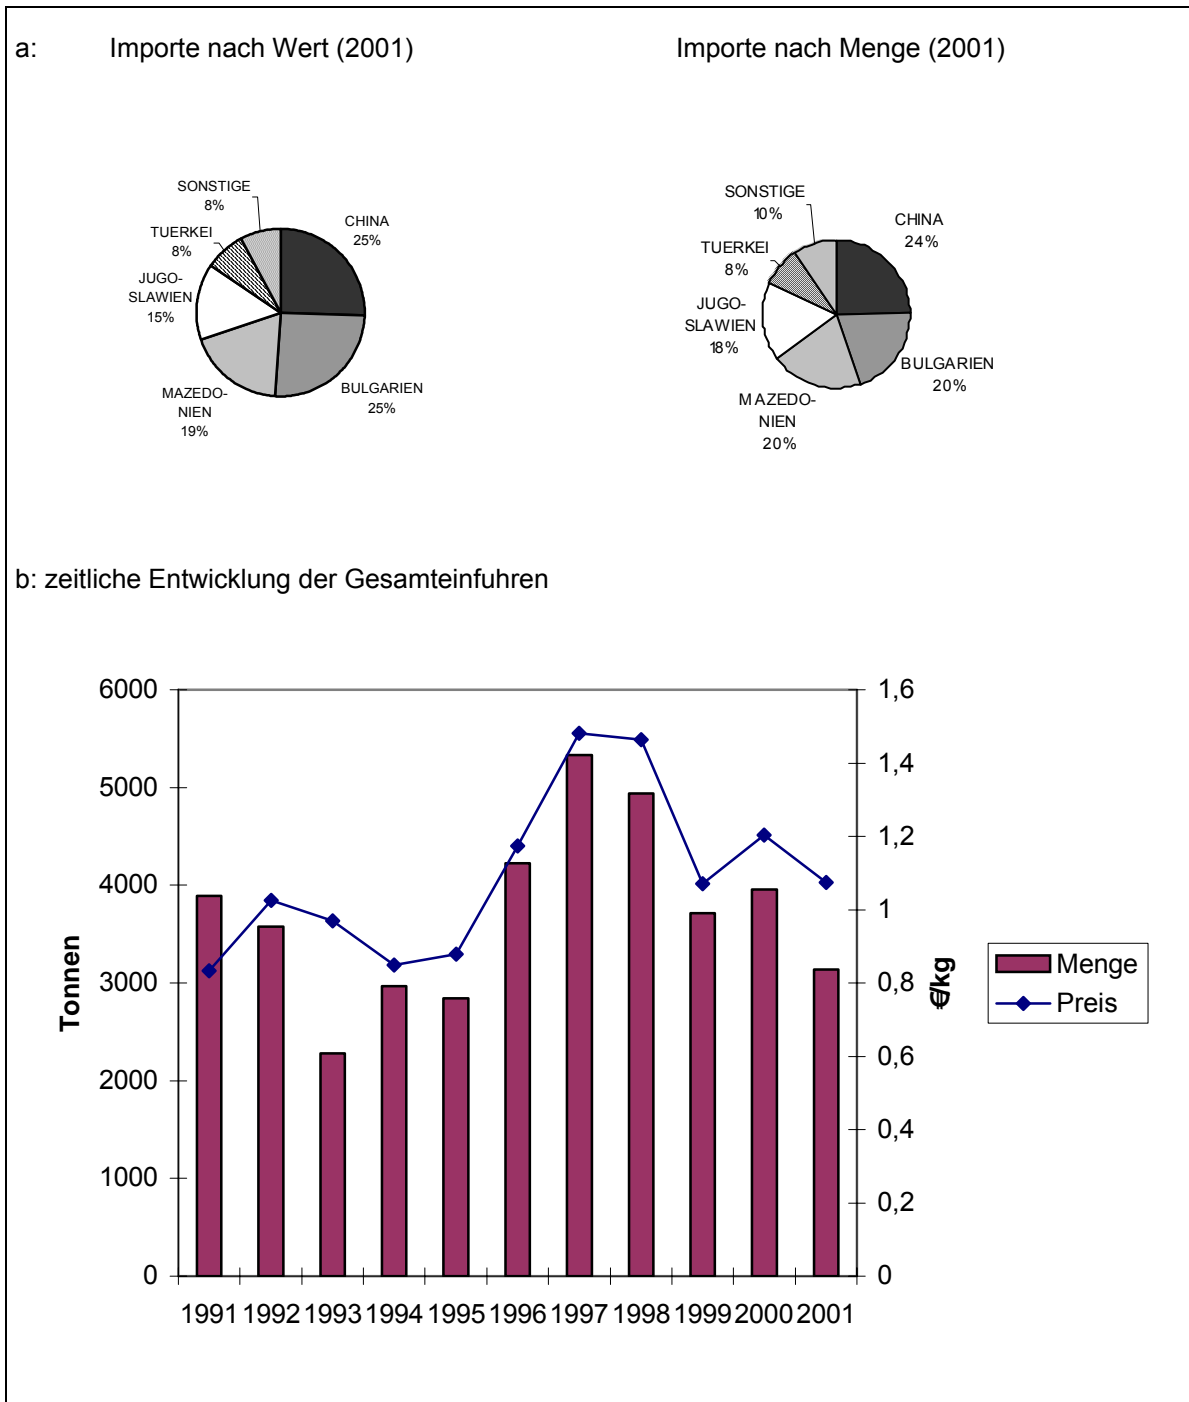 a: Importe nach Wert (2001) Importe nach Menge (2001)
SONSTIGE
8%
TUERKEI
8%
JUGO-
SLAWIEN
15%
MAZEDO-
NIEN
19%
CHINA
25%
BULGARIEN
25%
SONSTIGE
10%
TUERKEI
8%
JUGO-
SLAWIEN
18%
MAZEDO-
NIEN
20%
CHINA
24%
BULGARIEN
20%
b: zeitliche Entwicklung der Gesamteinfuhren
6000
5000
4000
3000
2000
1000
0
Tonnen
1,6
1,4
1,2
1
0,8
0,6
0,4
0,2
0
€/kg
Menge
Preis
1991 1992 1993 1994 1995 1996 1997 1998 1999 2000 2001